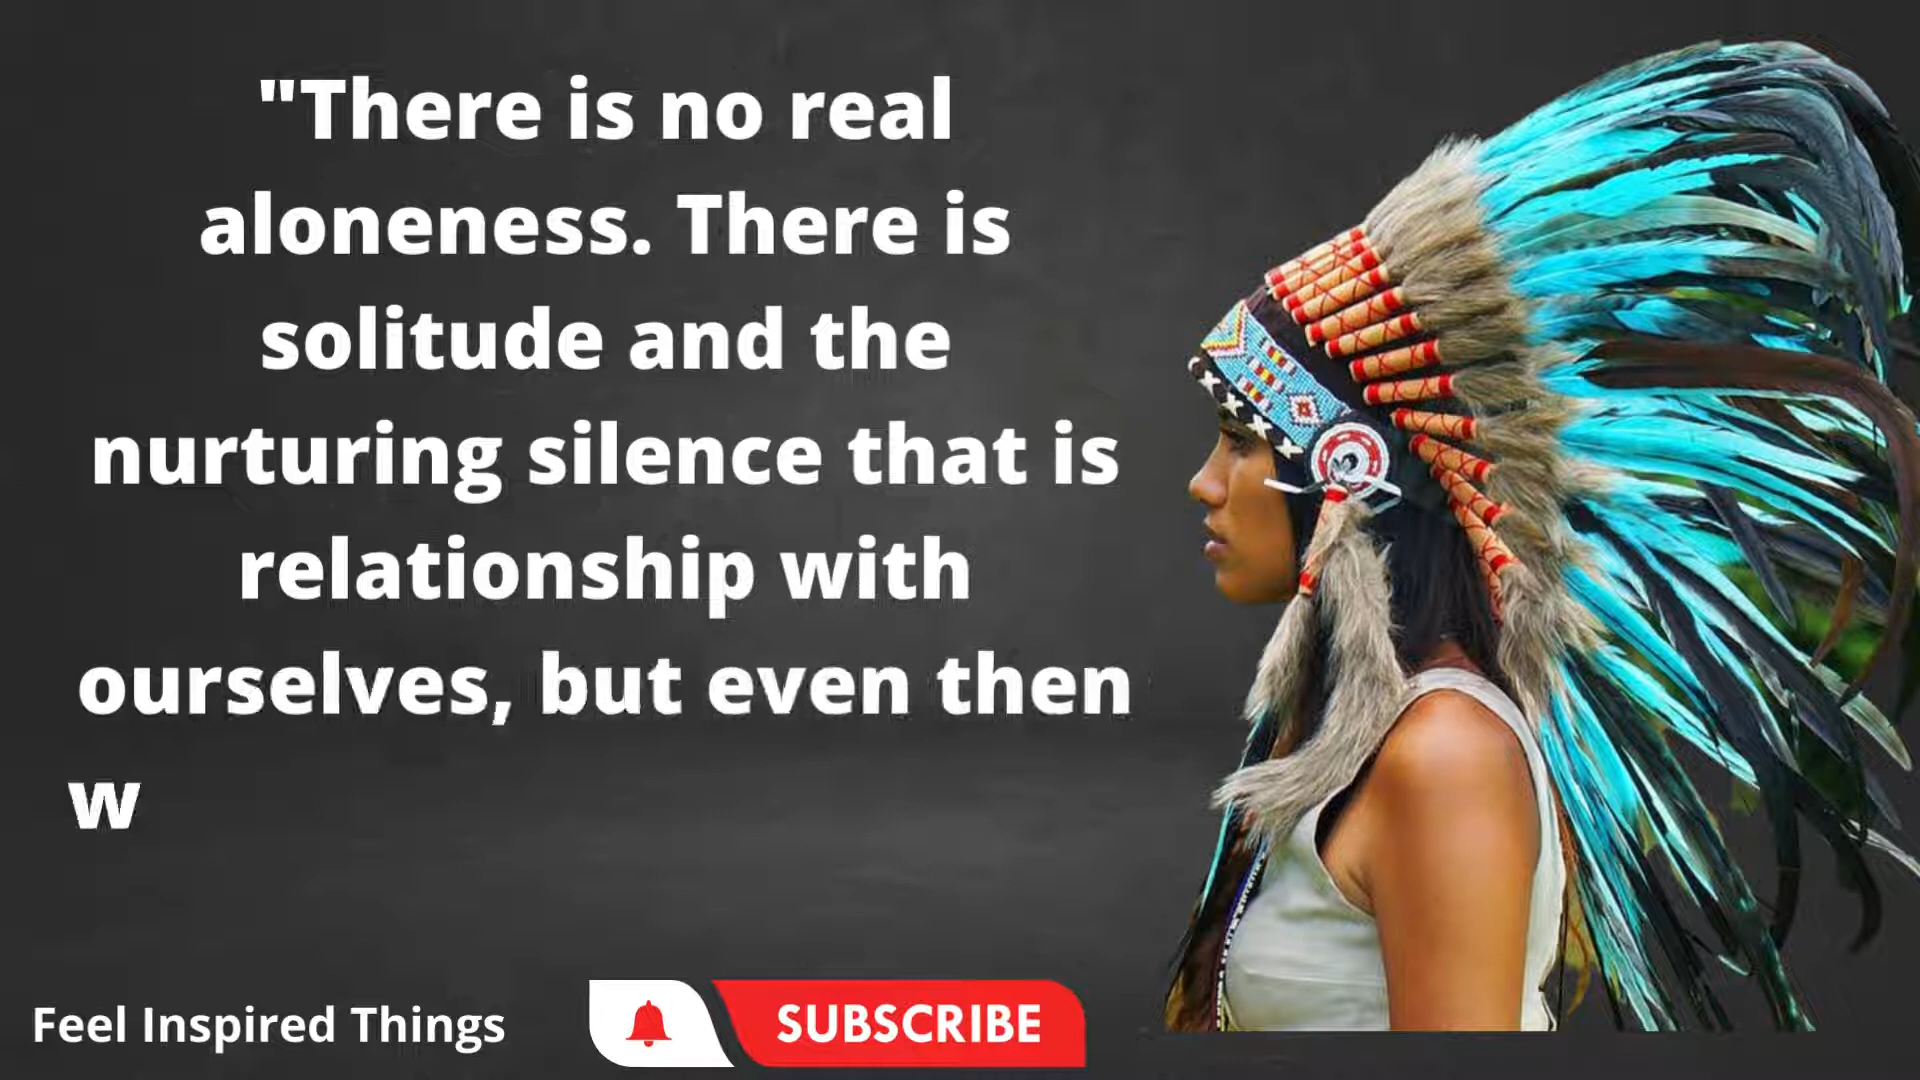 "There is no real
aloneness. There is
solitude and the
nurturing silence that is
relationship with
ourselves, but even then
w
Feel Inspired Things
SUBSCRIBE